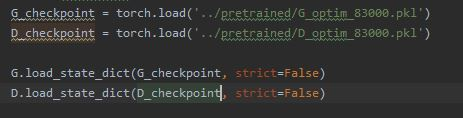 G_checkpoint = torch.load('../pretrained/G_optim_83000.pkl')
D_checkpoint = torch.load('../pretrained/D_optim_83000.pkl')
G.load_state_dict(G_checkpoint, strict=False)
D.load_state_dict(D_checkpoint, strict=False)